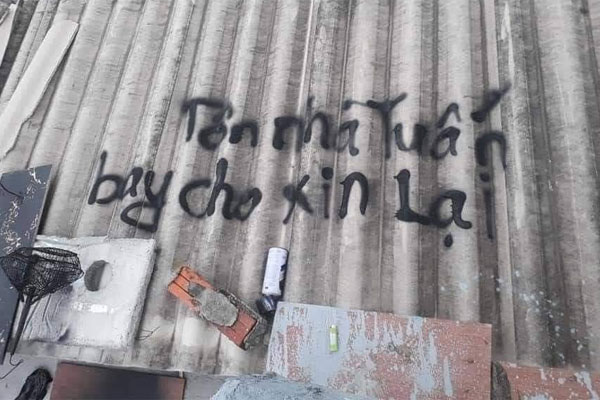 Tôn nhà Tuấn
bay cho xin Lại